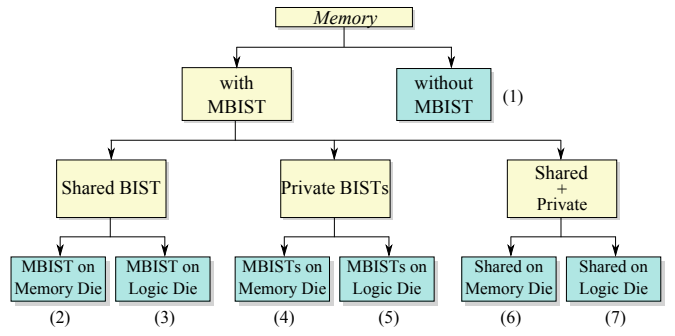 Memory
with
MBIST
without
MBIST
(1)
Shared BIST
Private BISTs
Shared
+
Private
MBIST on
Memory Die
MBIST on
Logic Die
MBISTs on
Memory Die
MBISTs on
Logic Die
Shared on
Memory Die
Shared on
Logic Die
(2)
(3)
(4)
(5)
(6)
(7)